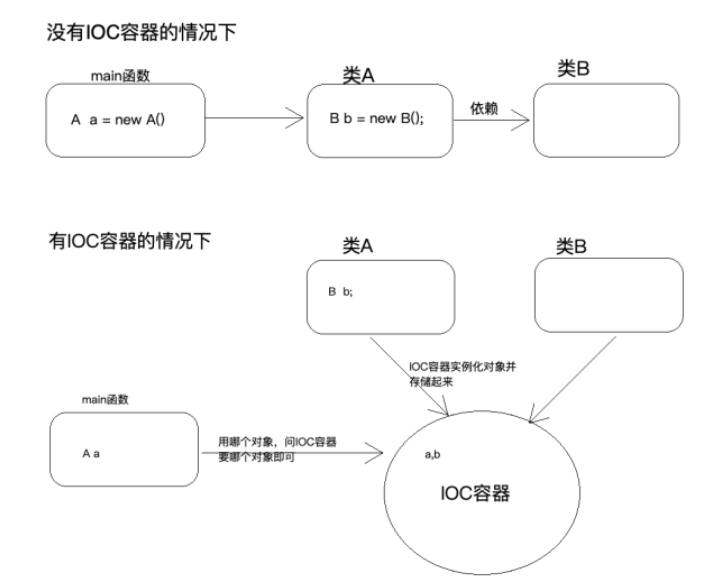 没有IOC容器的情况下
main函数
类A
类B
A a = new A()
B b = new B();
依赖
有IOC容器的情况下
类A
类B
B b;
IOC容器实例化对象并
存储起来
main函数
用哪个对象，问IOC容器
要哪个对象即可
A a
a,b
IOC容器